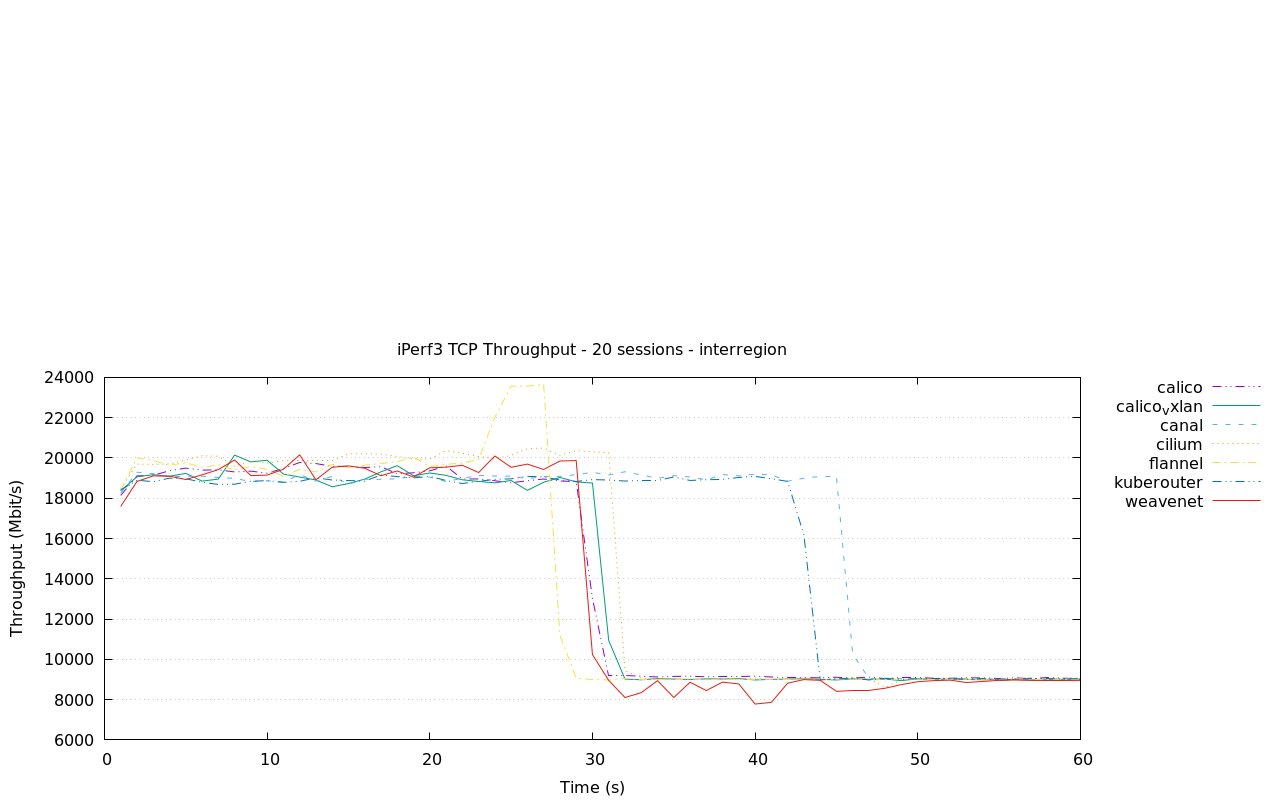 iPerf3 TCP Throughput - 20 sessions - interregion
24000
22000
20000
18000
16000
14000
12000
10000
8000
6000
Throughput (Mbit/s)
0 10 20 30 40 50 60
Time (s)
calico
calico_vxlan
canal
cilium
flannel
kuberouter
weavenet